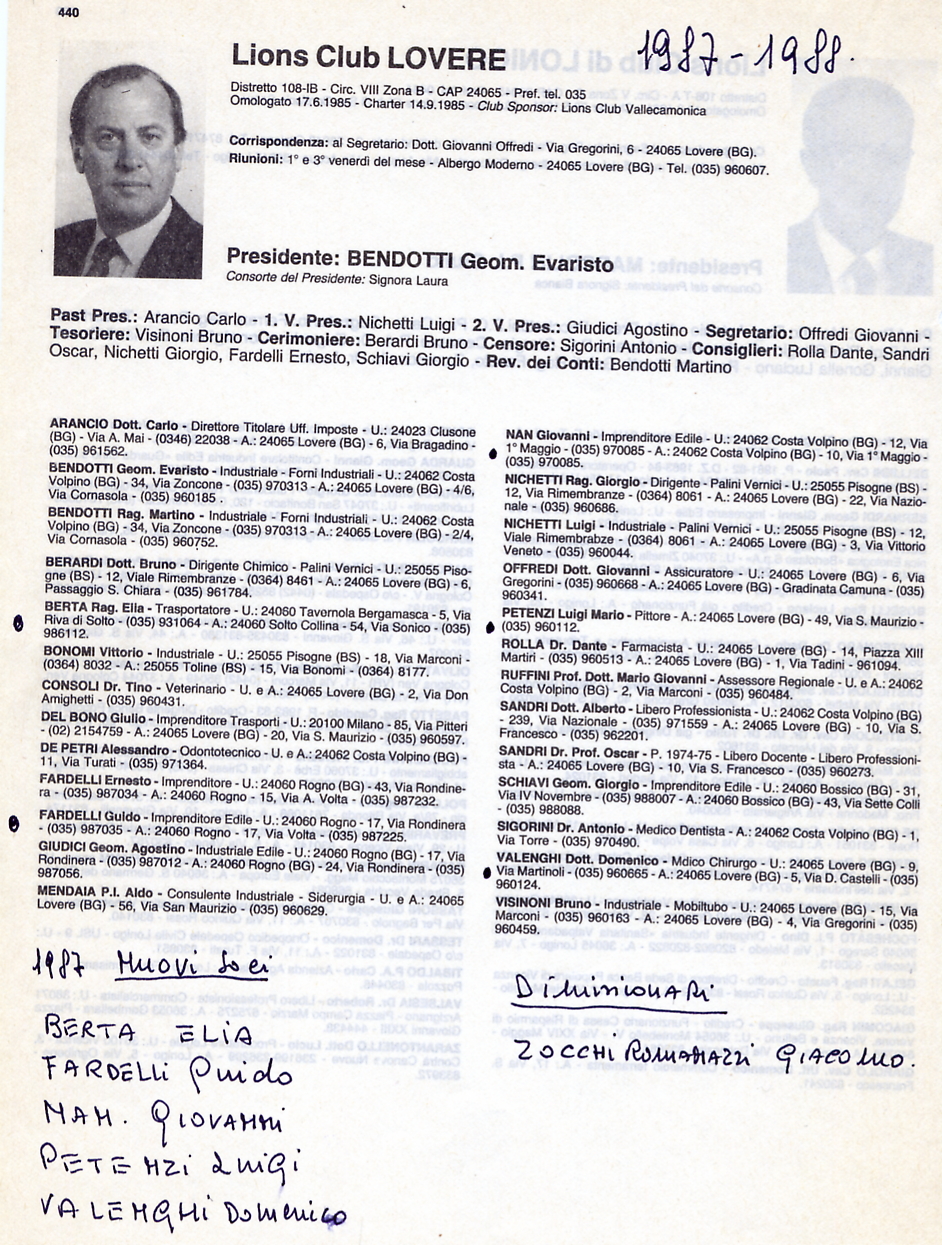 440
1987-1988.
Lions Club LOVERE
Distretto 108-IB - Circ. VIII Zona B - CAP 24065 - Pref. tel. 035
Omologato 17.6.1985 - Charter 14.9.1985 - Club Sponsor: Lions Club Vallecamonica
Corrispondenza: al Segretario: Dott. Giovanni Offredi - Via Gregorini, 6 - 24065 Lovere (BG).
Riunioni: 1° e 3° venerdì del mese - Albergo Moderno - 24065 Lovere (BG) - Tel. (035) 960607.
Presidente: BENDOTTI Geom. Evaristo
Consorte del Presidente: Signora Laura
Past Pres.: Arancio Carlo - 1. V. Pres.: Nichetti Luigi - 2. V. Pres.: Giudici Agostino - Segretario: Offredi Giovanni -
Tesoriere: Visinoni Bruno - Cerimoniere: Berardi Bruno - Censore: Sigorini Antonio - Consiglieri: Rolla Dante, Sandri
Oscar, Nichetti Giorgio, Fardelli Ernesto, Schiavi Giorgio - Rev. dei Conti: Bendotti Martino
ARANCIO Dott. Carlo - Direttore Titolare Uff. Imposte - U.: 24023 Clusone
(BG) - Via A. Mai - (0346) 22038 - A.: 24065 Lovere (BG) - 6, Via Bragadino -
(035) 961562.
BENDOTTI Geom. Evaristo - Industriale - Forni Industriali - U.: 24062 Costa
Volpino (BG) - 34, Via Zoncone - (035) 970313 - A.: 24065 Lovere (BG) - 4/6,
Via Cornasola - (035) 960185 .
BENDOTTI Rag. Martino - Industriale - Forni Industriali - U.: 24062 Costa
Volpino (BG) - 34, Via Zoncone - (035) 970313 - A.: 24065 Lovere (BG) - 2/4,
Via Cornasola - (035) 960752.
BERARDI Dott. Bruno - Dirigente Chimico - Palini Vernici - U.: 25055 Piso-
gne (BS) - 12, Viale Rimembranze - (0364) 8461 - A.: 24065 Lovere (BG) - 6,
Passaggio S. Chiara - (035) 961784.
BERTA Rag. Elia - Trasportatore - U.: 24060 Tavernola Bergamasca - 5, Via
Riva di Solto - (035) 931064 - A.: 24060 Solto Collina - 54, Via Sonico - (035)
986112.
BONOMI Vittorio - Industriale - U.: 25055 Pisogne (BS) - 18, Via Marconi -
(0364) 8032 - A.: 25055 Toline (BS) - 15, Via Bonomi - (0364) 8177.
CONSOLI Dr. Tino - Veterinario - U. e A.: 24065 Lovere (BG) - 2, Via Don
Amighetti - (035) 960431.
DEL BONO Giulio - Imprenditore Trasporti - U.: 20100 Milano - 85, Via Pitteri
- (02) 2154759 - A.: 24065 Lovere (BG) - 20, Via S. Maurizio - (035) 960597.
DE PETRI Alessandro - Odontotecnico - U. e A.: 24062 Costa Volpino (BG) -
11, Via Turati - (035) 971364.
FARDELLI Ernesto - Imprenditore - U.: 24060 Rogno (BG) - 43, Via Rondine-
ra - (035) 987034 - A.: 24060 Rogno - 15, Via A. Volta - (035) 987232.
FARDELLI Guido - Imprenditore Edile - U.: 24060 Rogno - 17, Via Rondinera
- (035) 987035 - A.: 24060 Rogno - 17, Via Volta - (035) 987225.
GIUDICI Geom. Agostino - Industriale Edile - U.: 24060 Rogno (BG) - 17, Via
Rondinera - (035) 987012 - A.: 24060 Rogno (BG) - 24, Via Rondinera - (035)
987056.
MENDAIA P.I. Aldo - Consulente Industriale - Siderurgia - U. e A.: 24065
Lovere (BG) - 56, Via San Maurizio - (035) 960629.
NAN Giovanni - Imprenditore Edile - U.: 24062 Costa Volpino (BG) - 12, Via
1° Maggio - (035) 970085 - A.: 24062 Costa Volpino (BG) - 10, Via 1° Maggio -
(035) 970085.
NICHETTI Rag. Giorgio - Dirigente - Palini Vernici - U.: 25055 Pisogne (BS) -
12, Via Rimembranze - (0364) 8061 - A.: 24065 Lovere (BG) - 22, Via Nazio-
nale - (035) 960686.
NICHETTI Luigi - Industriale - Palini Vernici - U.: 25055 Pisogne (BS) - 12,
Viale Rimembrabze - (0364) 8061 - A.: 24065 Lovere (BG) - 3, Via Vittorio
Veneto - (035) 960044.
OFFREDI Dott. Giovanni - Assicuratore - U.: 24065 Lovere (BG) - 6, Via
Gregorini - (035) 960668 - A.: 24065 Lovere (BG) - Gradinata Camuna - (035)
960341.
PETENZI Luigi Mario - Pittore - A.: 24065 Lovere (BG) - 49, Via S. Maurizio -
(035) 960112.
ROLLA Dr. Dante - Farmacista - U.: 24065 Lovere (BG) - 14, Piazza XIII
Martiri - (035) 960513 - A.: 24065 Lovere (BG) - 1, Via Tadini - 961094.
RUFFINI Prof. Dott. Mario Giovanni - Assessore Regionale - U. e A.: 24062
Costa Volpino (BG) - 2, Via Marconi - (035) 960484.
SANDRI Dott. Alberto - Libero Professionista - U.: 24062 Costa Volpino (BG)
- 239, Via Nazionale - (035) 971559 - A.: 24065 Lovere (BG) - 10, Via S.
Francesco - (035) 962201.
SANDRI Dr. Prof. Oscar - P. 1974-75 - Libero Docente - Libero Professioni-
sta - A.: 24065 Lovere (BG) - 10, Via S. Francesco - (035) 960273.
SCHIAVI Geom. Giorgio - Imprenditore Edile - U.: 24060 Bossico (BG) - 31,
Via IV Novembre - (035) 988007 - A.: 24060 Bossico (BG) - 43, Via Sette Colli
- (035) 988088.
SIGORINI Dr. Antonio - Medico Dentista - A.: 24062 Costa Volpino (BG) - 1,
Via Torre - (035) 970490.
VALENGHI Dott. Domenico - Mdico Chirurgo - U.: 24065 Lovere (BG) - 9,
Via Martinoli - (035) 960665 - A.: 24065 Lovere (BG) - 5, Via D. Castelli - (035)
960124.
VISINONI Bruno - Industriale - Mobiltubo - U.: 24065 Lovere (BG) - 15, Via
Marconi - (035) 960163 - A.: 24065 Lovere (BG) - 4, Via Gregorini - (035)
960459.
1987 Nuovi Soci
BERTA ELIA
FARDELLI Guido
NAN. GIOVANNI
PETENZI Luigi
VALENGHI Domenico
DIMISSIONARI
ZOCCHI ROMANAZZI GIACOMO.